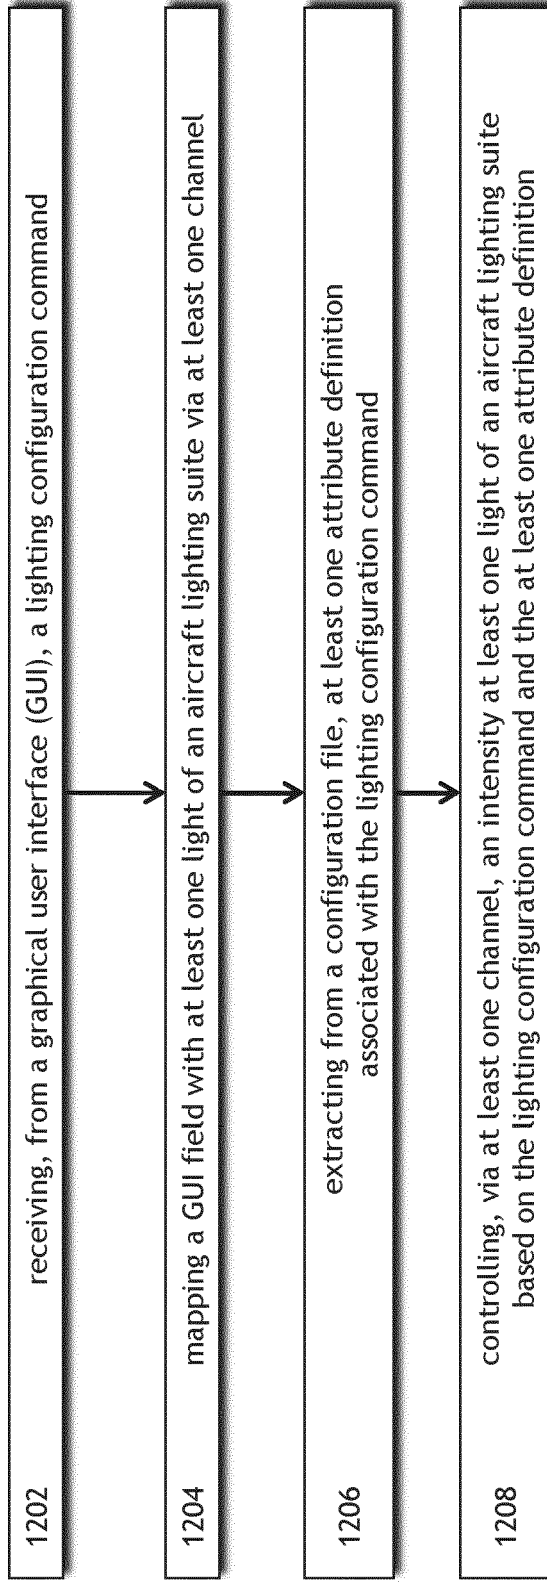 1202
receiving, from a graphical user interface (GUI), a lighting configuration command
1204
mapping a GUI field with at least one light of an aircraft lighting suite via at least one channel
1206
extracting from a configuration file, at least one attribute definition
associated with the lighting configuration command
1208
controlling, via at least one channel, an intensity at least one light of an aircraft lighting suite
based on the lighting configuration command and the at least one attribute definition